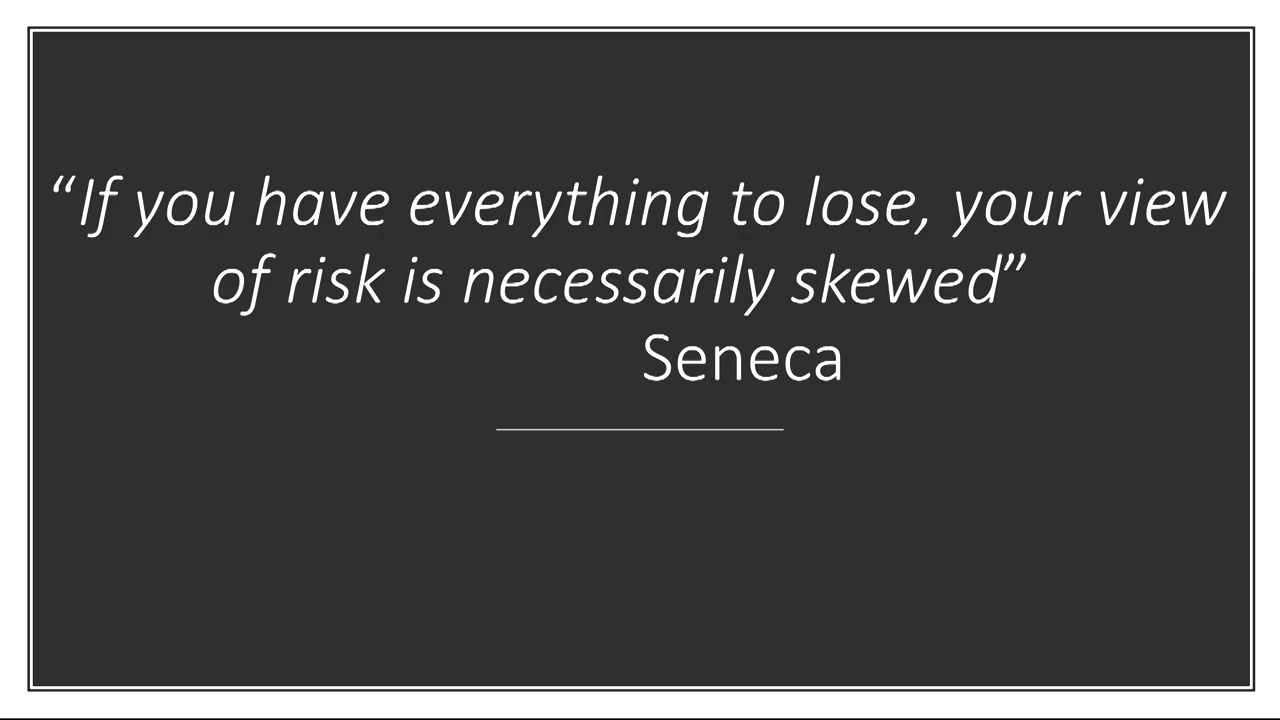 “If you have everything to lose, your view
of risk is necessarily skewed”
Seneca